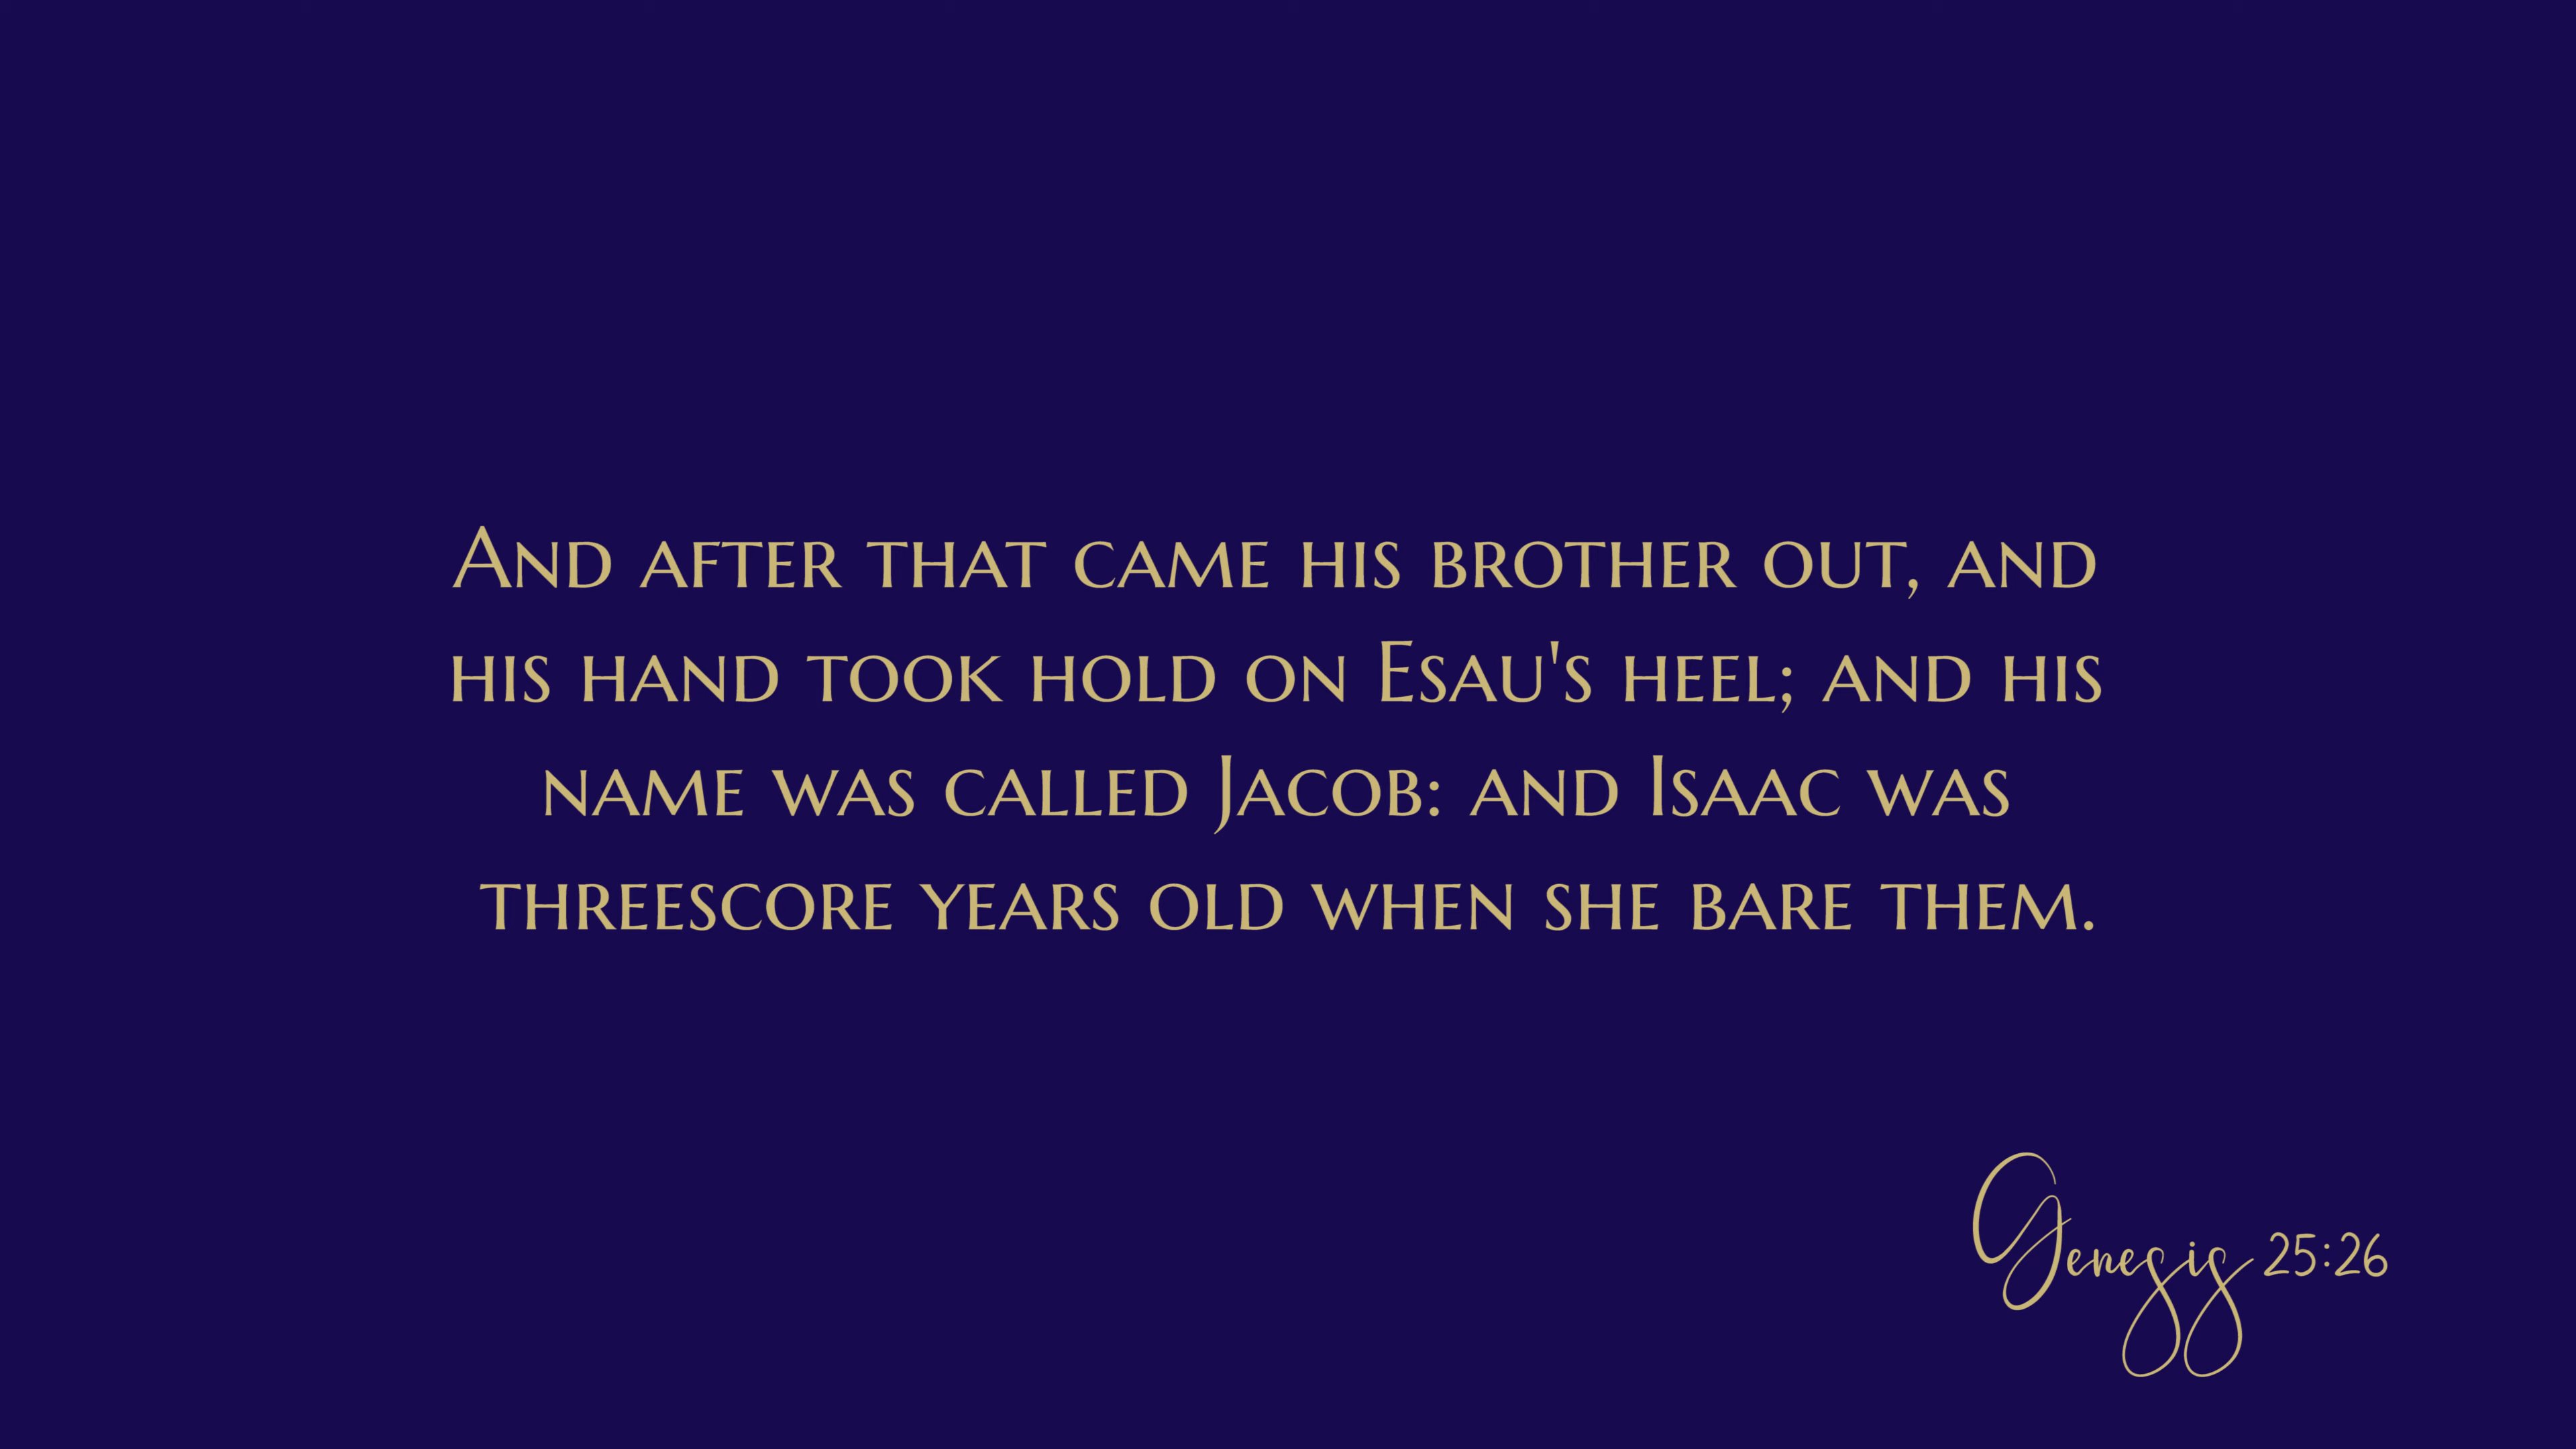 And after that came his brother out, and
his hand took hold on Esau's heel; and his
name was called Jacob: and Isaac was
threescore years old when she bare them.
Genesis 25:26